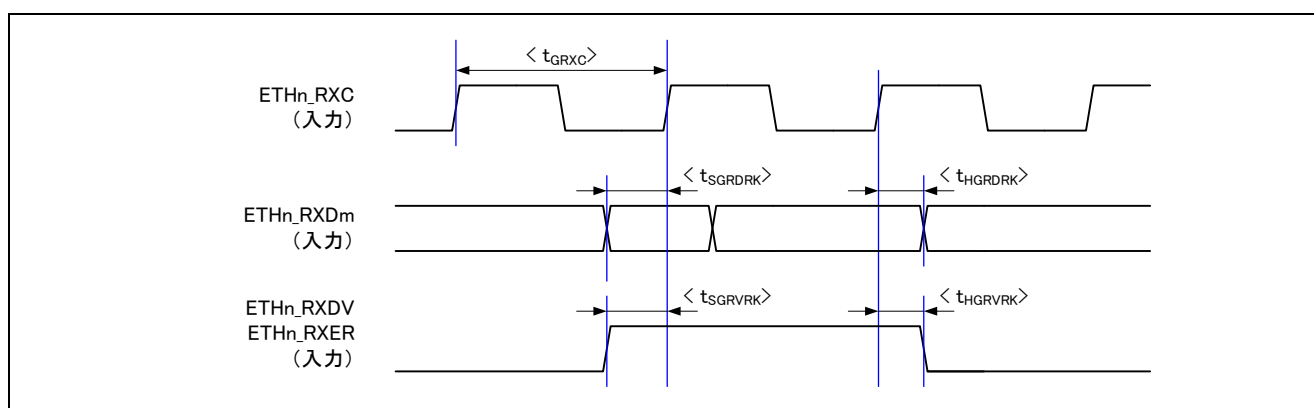 < tGRXC>
ETHn_RXC
(入力)
< tSGRDRK>
< tHGRDRK>
ETHn_RXDm
(入力)
< tSGRVRK>
< tHGRVRK>
ETHn_RXDV
ETHn_RXER
(入力)